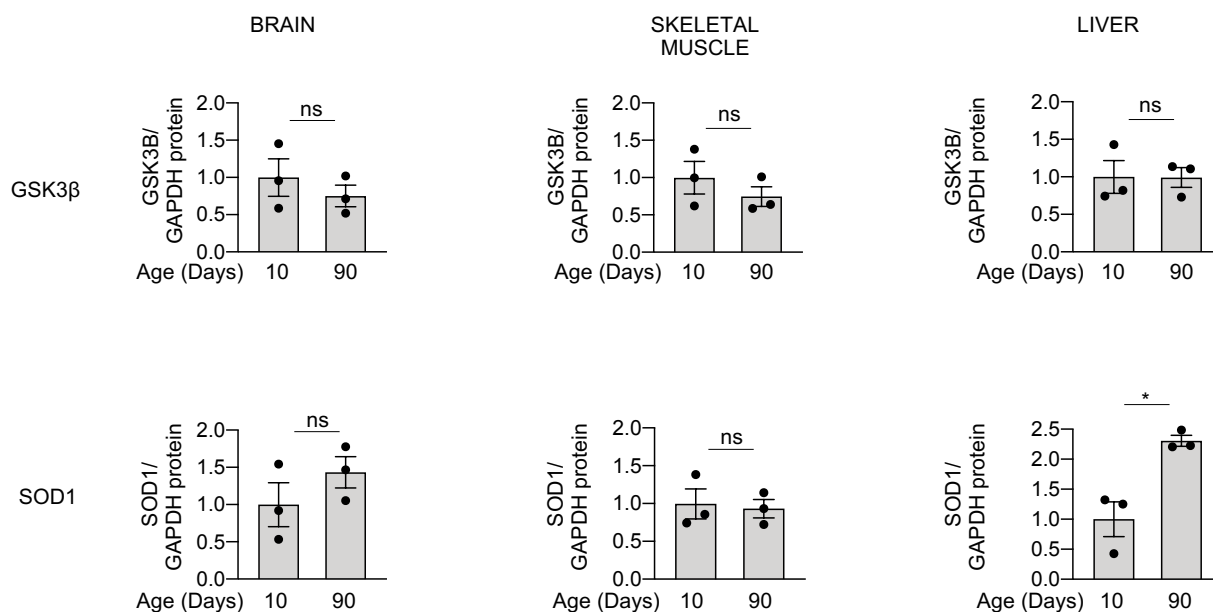 BRAIN
SKELETAL
MUSCLE
LIVER
GSK3β
GSK3B/
GAPDH protein
2.0
1.5
1.0
0.5
0.0
ns
Age (Days) 10 90
GSK3B/
GAPDH protein
2.0
1.5
1.0
0.5
0.0
ns
Age (Days) 10 90
GSK3B/
GAPDH protein
2.0
1.5
1.0
0.5
0.0
ns
Age (Days) 10 90
SOD1
SOD1/
GAPDH protein
2.0
1.5
1.0
0.5
0.0
ns
Age (Days) 10 90
SOD1/
GAPDH protein
2.0
1.5
1.0
0.5
0.0
ns
Age (Days) 10 90
SOD1/
GAPDH protein
2.5
2.0
1.5
1.0
0.5
0.0
*
Age (Days) 10 90